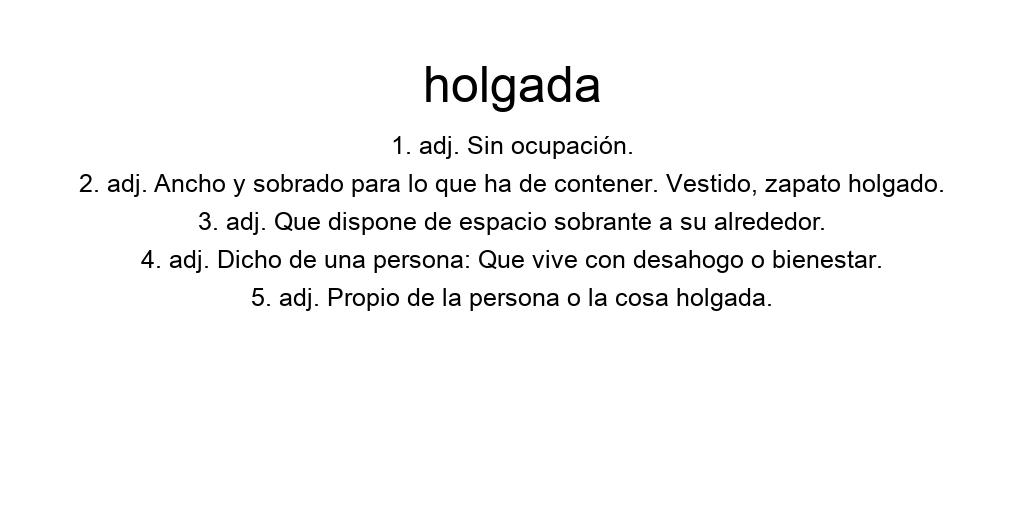 holgada
1. adj. Sin ocupación.
2. adj. Ancho y sobrado para lo que ha de contener. Vestido, zapato holgado.
3. adj. Que dispone de espacio sobrante a su alrededor.
4. adj. Dicho de una persona: Que vive con desahogo o bienestar.
5. adj. Propio de la persona o la cosa holgada.